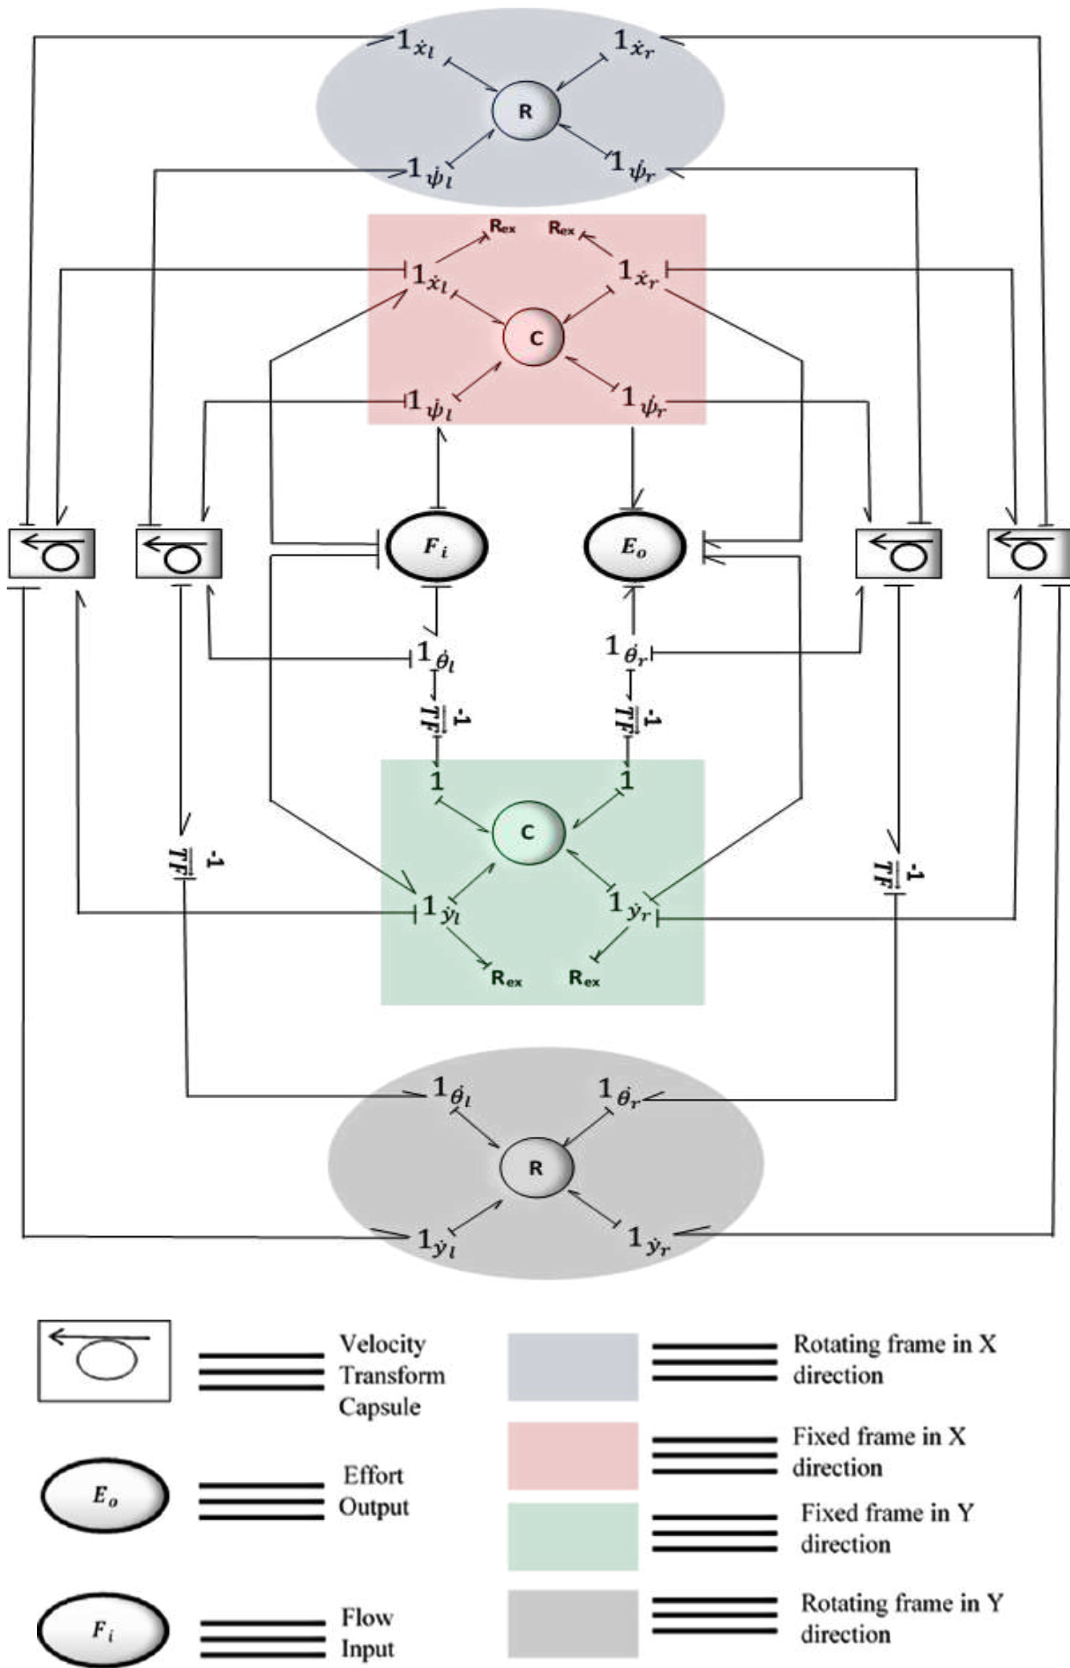 1ẋl 1ẋr
R
1ψ̇l 1ψ̇r
Rex Rex
1ẋl 1ẋr
C
1ψ̇l 1ψ̇r
Fi Eo
1θ̇l 1θ̇r
-1 -1
TF TF
1 1
C
-1 -1
TF TF
1ẏl 1ẏr
Rex Rex
1θ̇l 1θ̇r
R
1ẏl 1ẏr
Velocity
Transform
Capsule
Eo
Effort
Output
Fi
Flow
Input
Rotating frame in X
direction
Fixed frame in X
direction
Fixed frame in Y
direction
Rotating frame in Y
direction